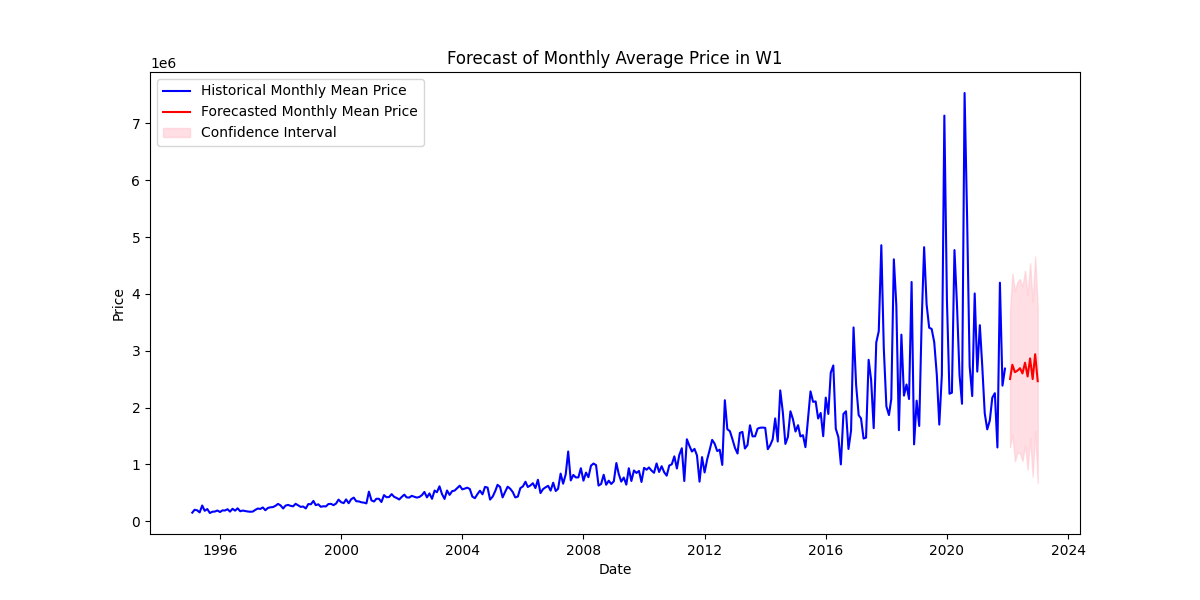 Forecast of Monthly Average Price in W1
1e6
Historical Monthly Mean Price
Forecasted Monthly Mean Price
Confidence Interval
7
6
5
4
3
2
1
0
Price
1996 2000 2004 2008 2012 2016 2020 2024
Date